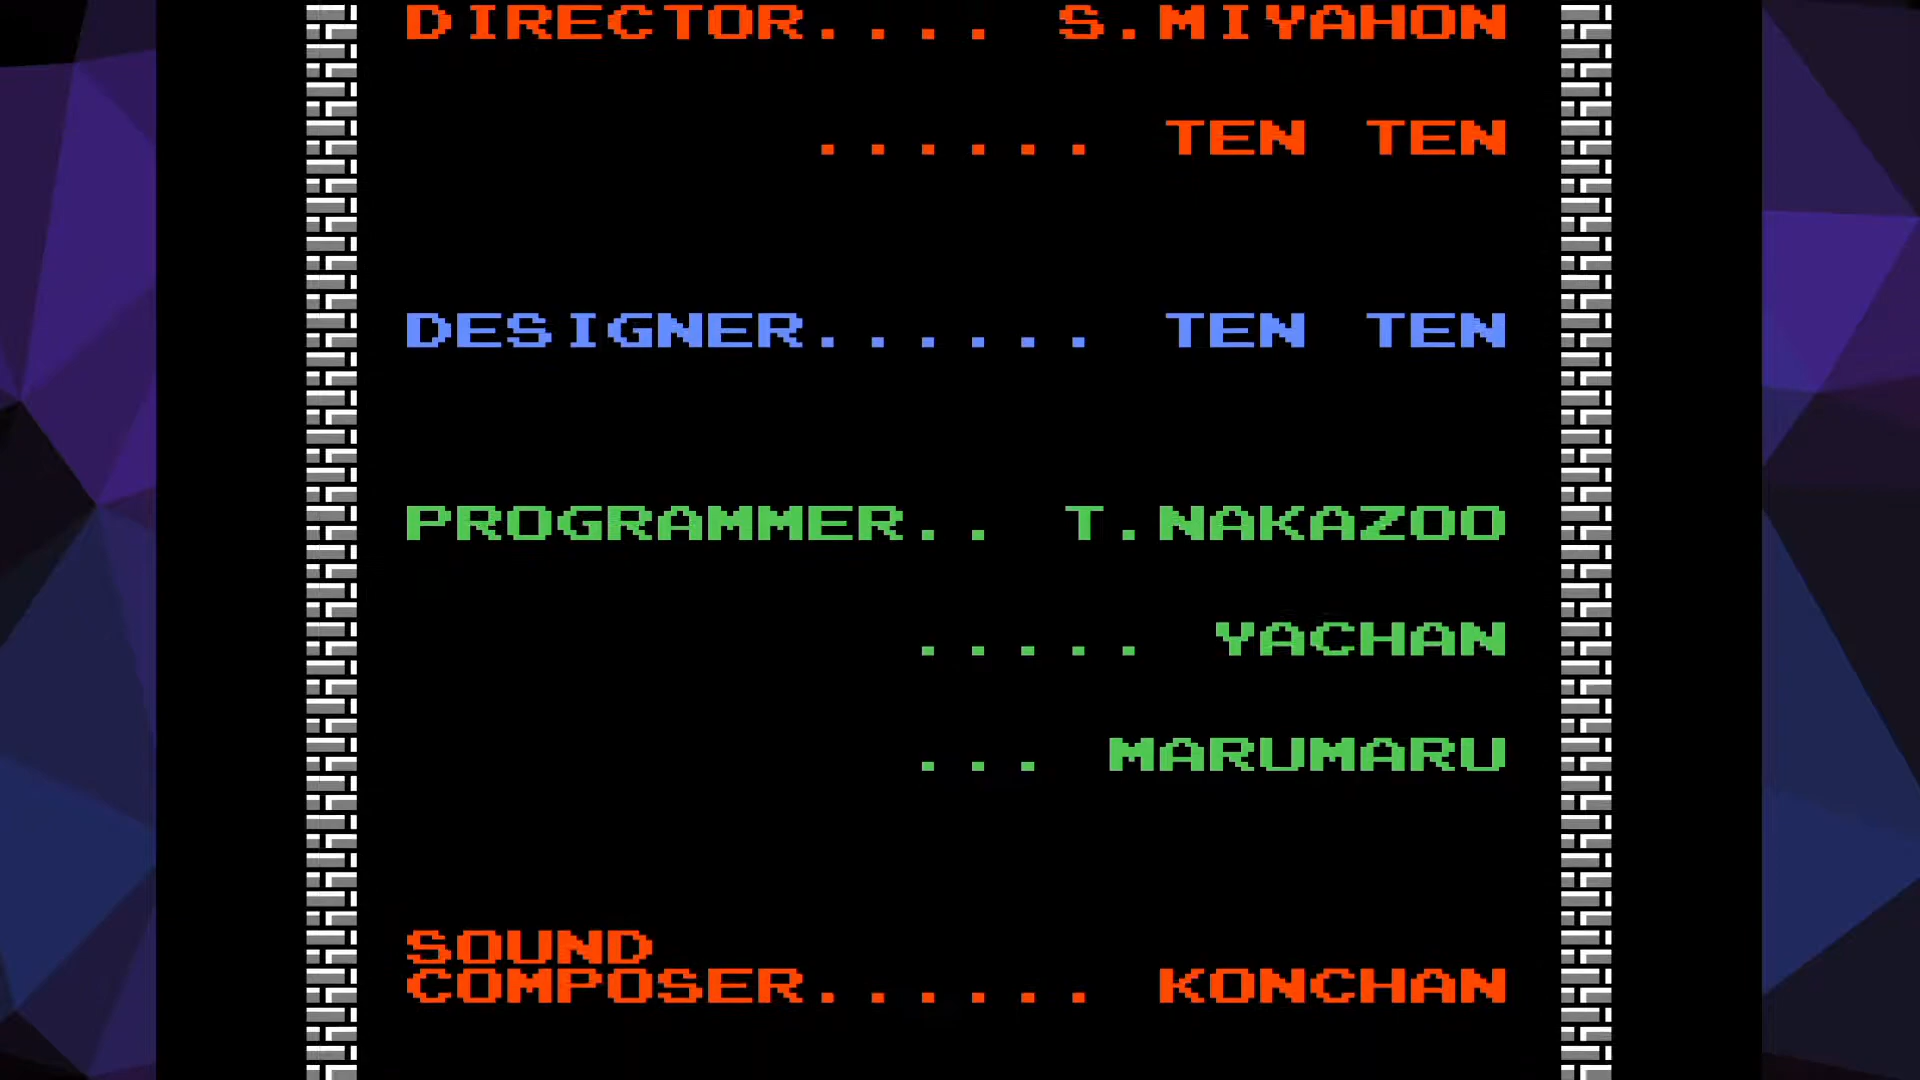 DIRECTOR.... S.MIYAHON
...... TEN TEN
DESIGNER...... TEN TEN
PROGRAMMER.. T.NAKAZOO
..... YACHAN
... MARUMARU
SOUND
COMPOSER...... KONCHAN